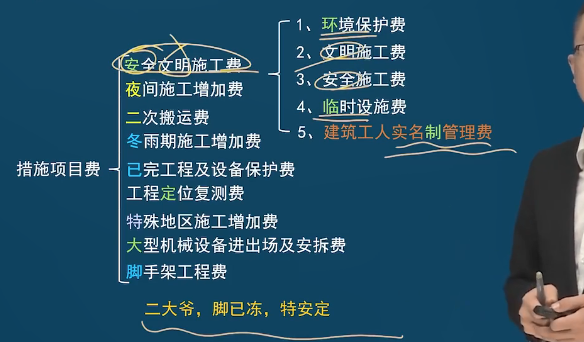 措施项目费
安全文明施工费
夜间施工增加费
二次搬运费
冬雨期施工增加费
已完工程及设备保护费
工程定位复测费
特殊地区施工增加费
大型机械设备进出场及安拆费
脚手架工程费
1、环境保护费
2、文明施工费
3、安全施工费
4、临时设施费
5、建筑工人实名制管理费
二大爷，脚已冻，特安定